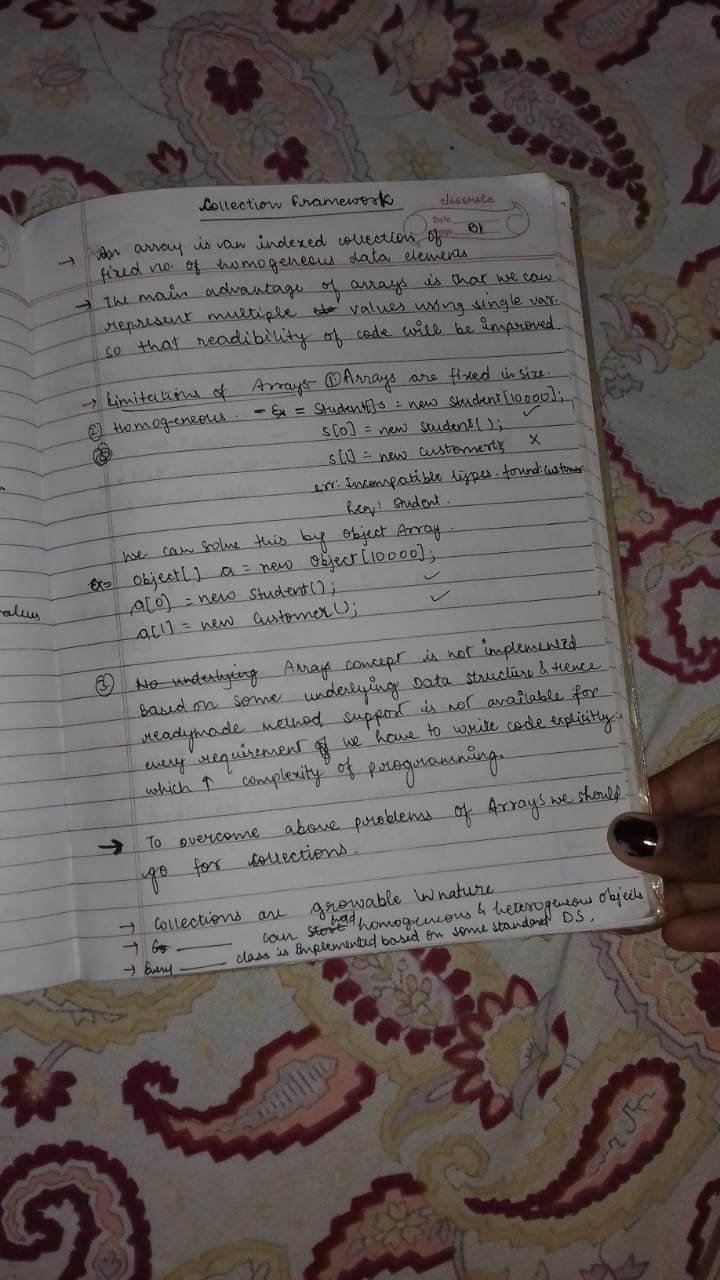 Collection Framework
classmate
Date
Page 01
→ An array is an indexed collection of
fixed no. of homogeneous data elements
→ The main advantage of arrays is that we can
represent multiple values using single var.
so that readibility of code will be improved
→ Limitations of Arrays ① Arrays are fixed in size.
② Homogeneous. - Ex = Student[]s = new Student[10000];
s[0] = new Student(); ✓
s[1] = new Customer(); x
err: Incompatible types. found: customer
Req: Student.
We can solve this by Object Array.
Ex= Object[] a = new Object[10000];
a[0] = new Student(); ✓
a[1] = new Customer(); ✓
③ No underlying Arrays concept is not implemented
Based on some underlying Data structure & Hence
readymade method support is not available for
every requirement we have to write code explicitly.
which ↑ complexity of programming.
→ To overcome above problems of Arrays we should
go for collections.
→ Collections are growable in nature
→ —— can store had homogeneous & heterogeneous Objects
→ Every —— class is Implemented based on some standard DS.
alues